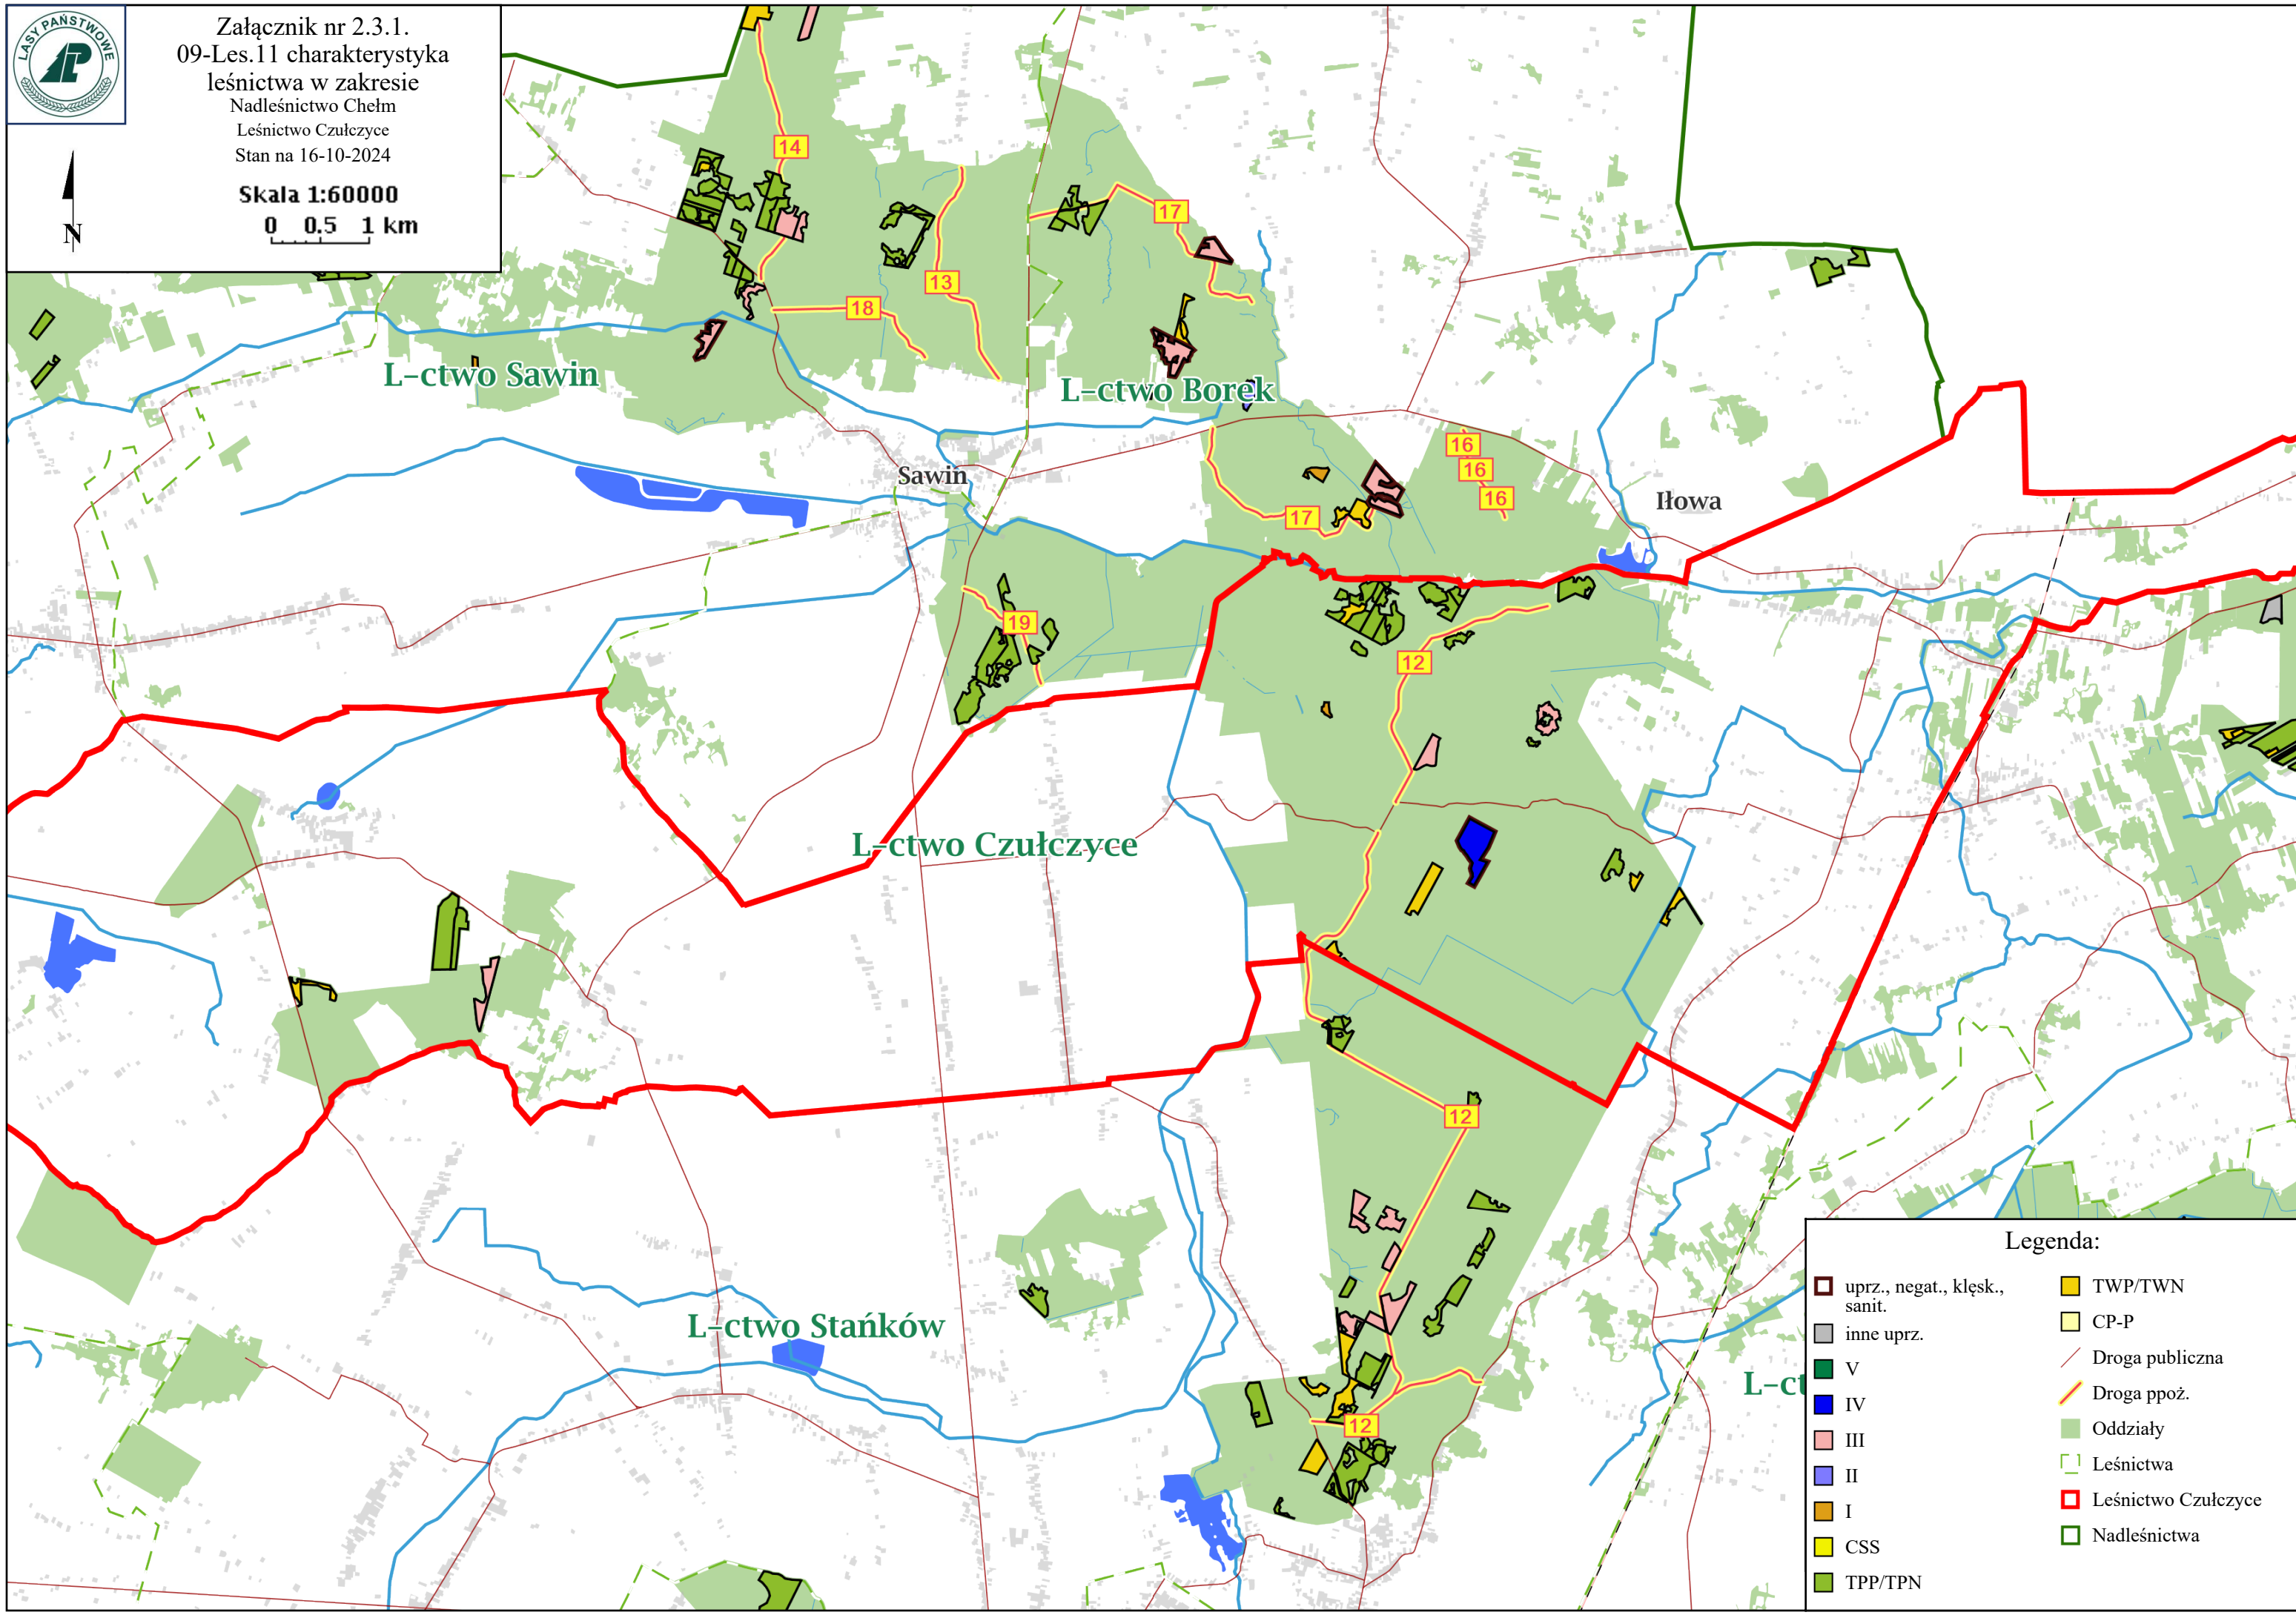 LASY PAŃSTWOWE
Załącznik nr 2.3.1.
09-Les.11 charakterystyka
leśnictwa w zakresie
Nadleśnictwo Chełm
Leśnictwo Czułczyce
Stan na 16-10-2024
Skala 1:60000
0 0.5 1 km
N
14
17
13
18
L-ctwo Sawin
L-ctwo Borek
16
16
16
Sawin
Iłowa
17
19
12
L-ctwo Czułczyce
12
L-ctwo Stańków
L-ct
12
Legenda:
uprz., negat., klęsk.,
sanit.
inne uprz.
V
IV
III
II
I
CSS
TPP/TPN
TWP/TWN
CP-P
Droga publiczna
Droga ppoż.
Oddziały
Leśnictwa
Leśnictwo Czułczyce
Nadleśnictwa